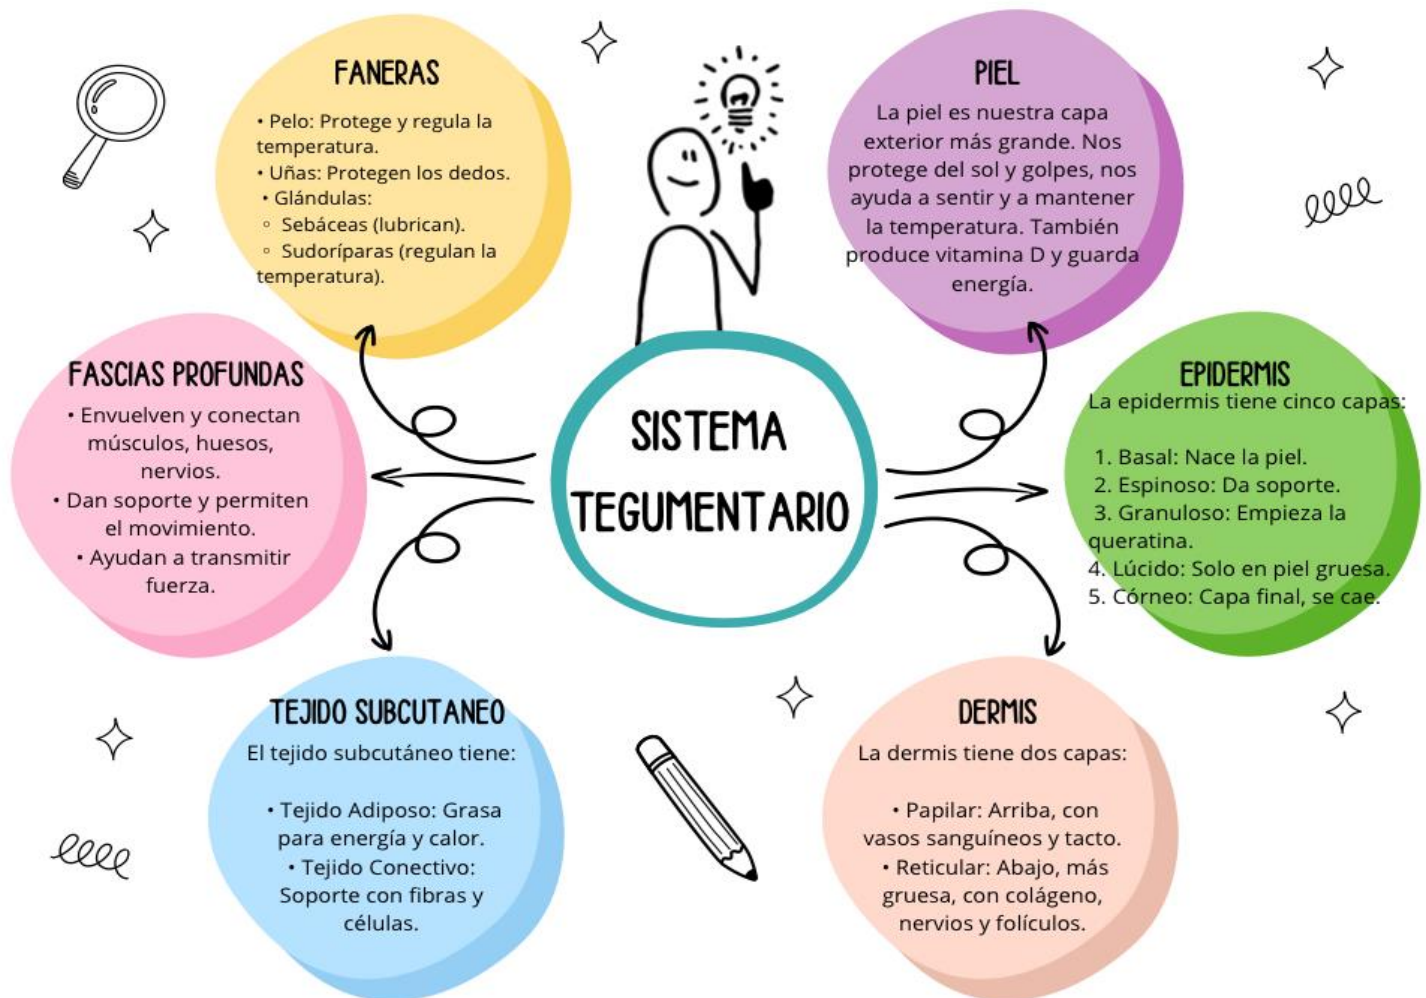 FANERAS
• Pelo: Protege y regula la
temperatura.
• Uñas: Protegen los dedos.
• Glándulas:
◦ Sebáceas (lubrican).
◦ Sudoríparas (regulan la
temperatura).
PIEL
La piel es nuestra capa
exterior más grande. Nos
protege del sol y golpes, nos
ayuda a sentir y a mantener
la temperatura. También
produce vitamina D y guarda
energía.
FASCIAS PROFUNDAS
• Envuelven y conectan
músculos, huesos,
nervios.
• Dan soporte y permiten
el movimiento.
• Ayudan a transmitir
fuerza.
SISTEMA
TEGUMENTARIO
EPIDERMIS
La epidermis tiene cinco capas:
1. Basal: Nace la piel.
2. Espinoso: Da soporte.
3. Granuloso: Empieza la
queratina.
4. Lúcido: Solo en piel gruesa.
5. Córneo: Capa final, se cae.
TEJIDO SUBCUTANEO
El tejido subcutáneo tiene:
• Tejido Adiposo: Grasa
para energía y calor.
• Tejido Conectivo:
Soporte con fibras y
células.
DERMIS
La dermis tiene dos capas:
• Papilar: Arriba, con
vasos sanguíneos y tacto.
• Reticular: Abajo, más
gruesa, con colágeno,
nervios y folículos.